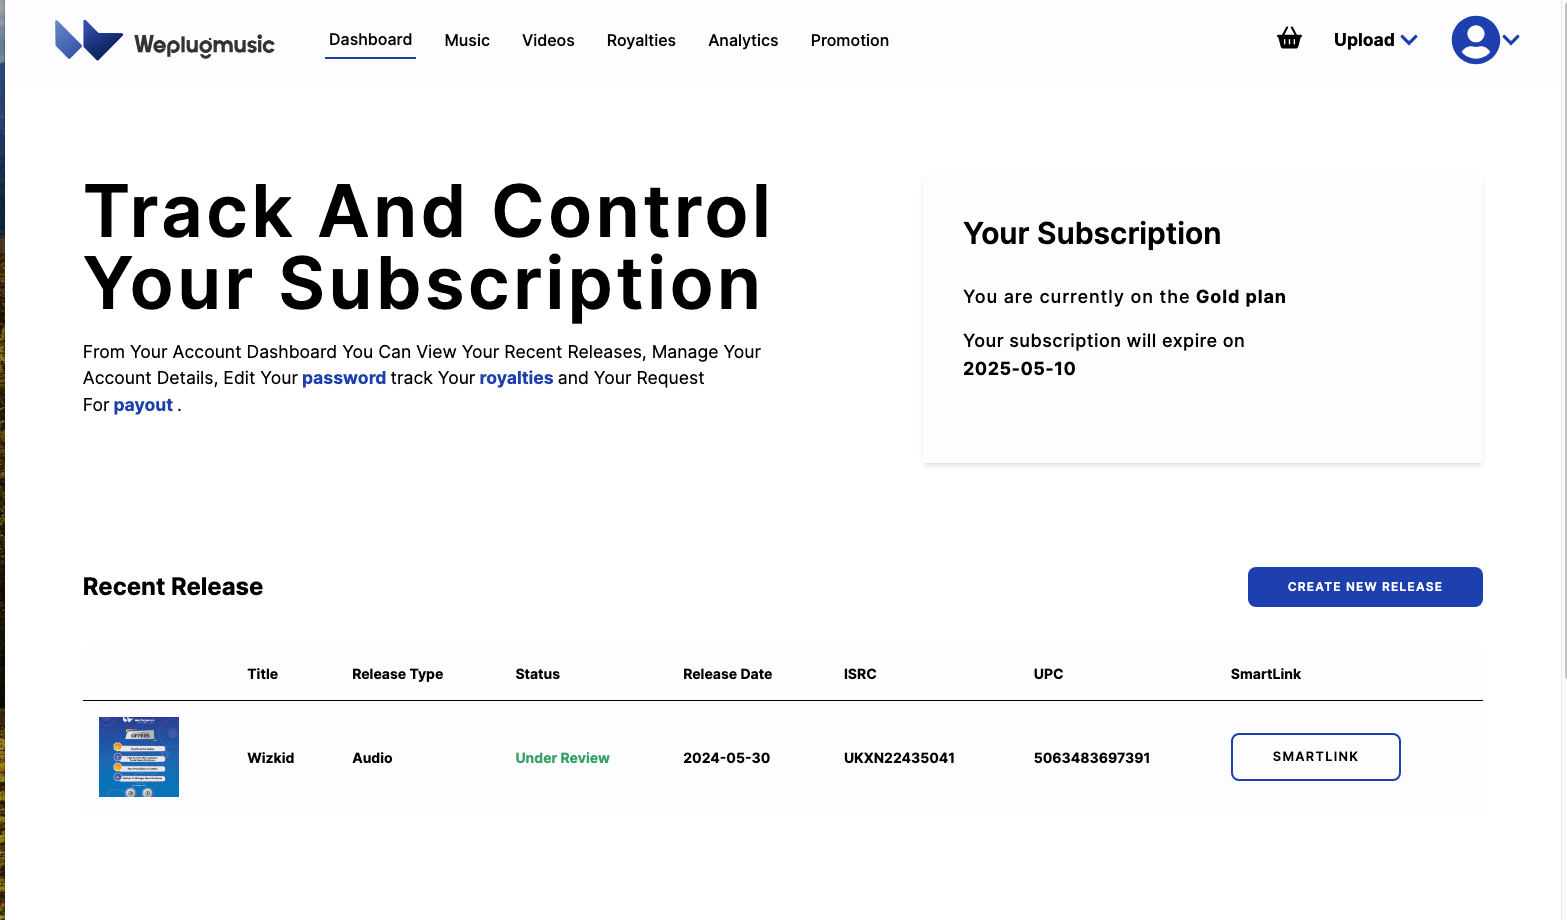 Weplugmusic
Dashboard
Music
Videos
Royalties
Analytics
Promotion
Upload
Track And Control
Your Subscription
From Your Account Dashboard You Can View Your Recent Releases, Manage Your
Account Details, Edit Your password track Your royalties and Your Request
For payout .
Your Subscription
You are currently on the Gold plan
Your subscription will expire on
2025-05-10
Recent Release
CREATE NEW RELEASE
Title
Release Type
Status
Release Date
ISRC
UPC
SmartLink
OFFERS
Wizkid
Audio
Under Review
2024-05-30
UKXN22435041
5063483697391
SMARTLINK